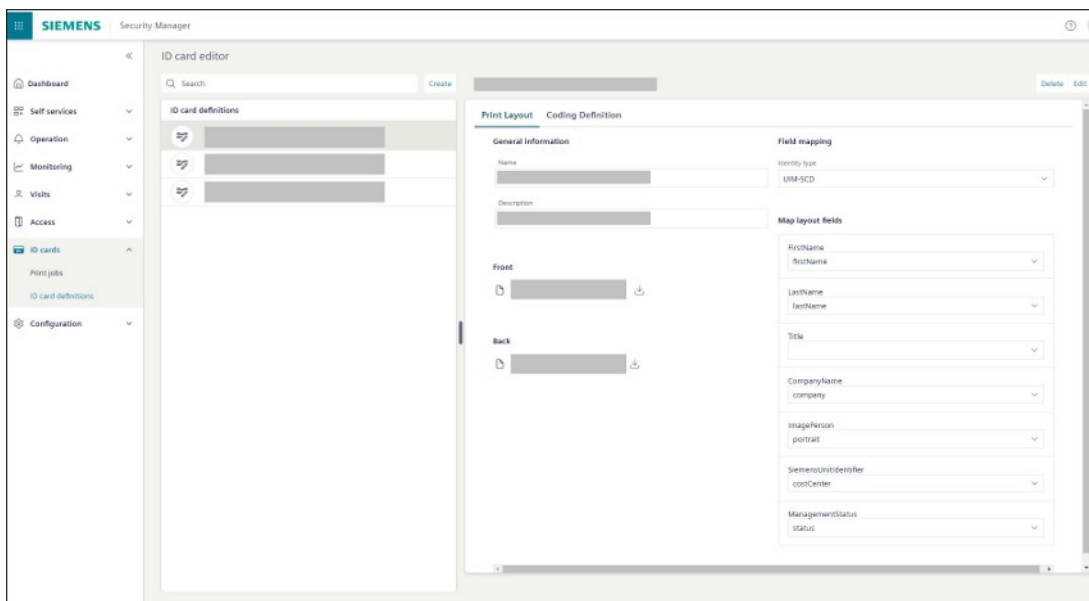 SIEMENS Security Manager
ID card editor
Dashboard
Self services
Operation
Monitoring
Visits
Access
ID cards
Print jobs
ID card definitions
Configuration
Search
Create
ID card definitions
Delete Edit
Print Layout Coding Definition
General information
Name
Description
Front
Back
Field mapping
Identity type
UIM-SCD
Map layout fields
FirstName
firstName
LastName
lastName
Title
CompanyName
company
ImagePerson
portrait
SiemensUnitIdentifier
costCenter
ManagementStatus
status